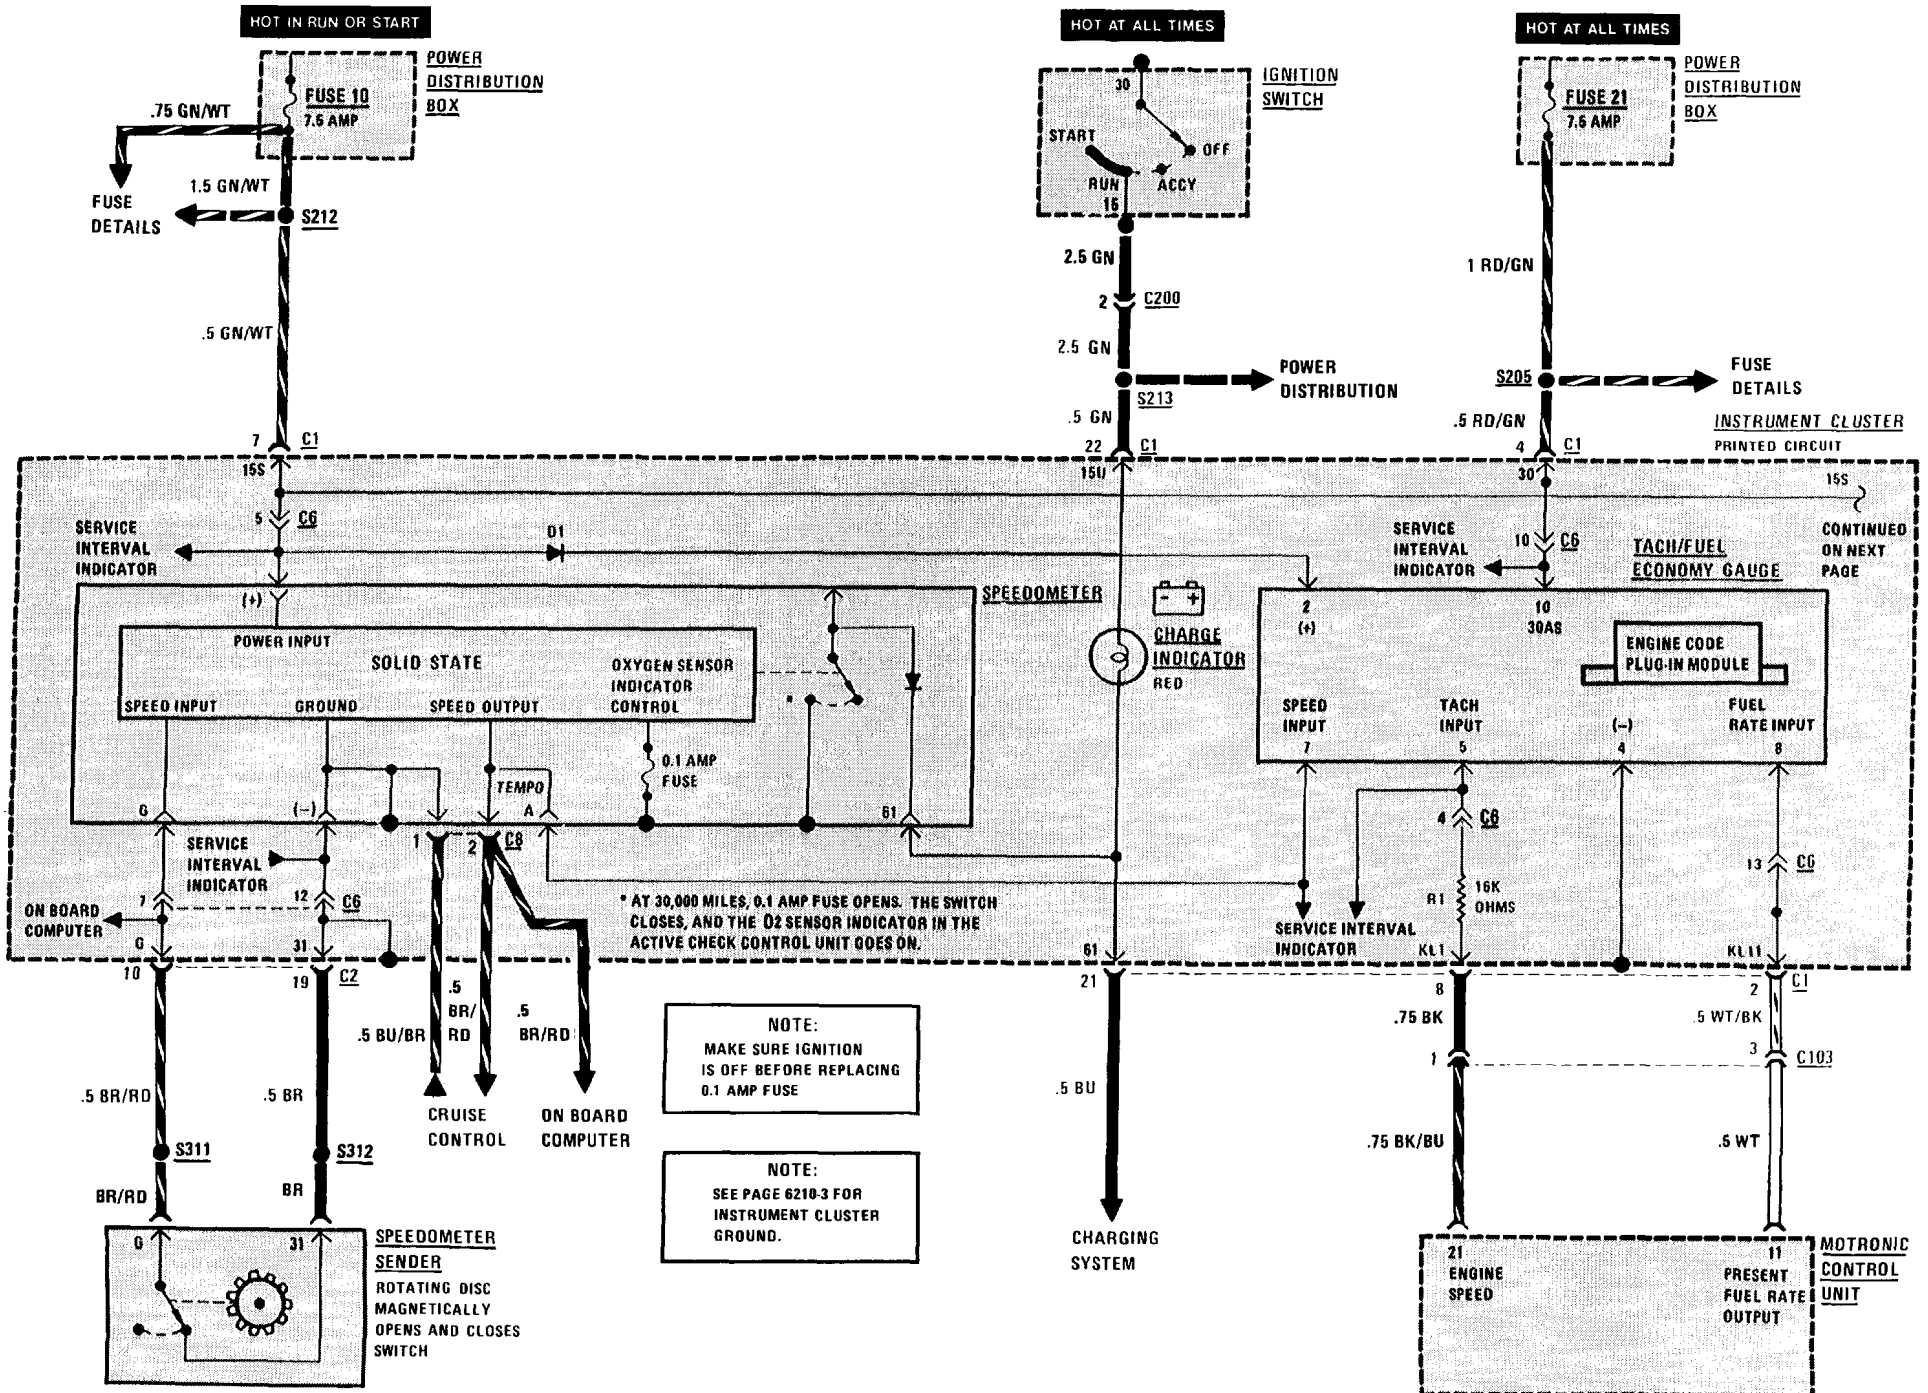 HOT IN RUN OR START
HOT AT ALL TIMES
HOT AT ALL TIMES
POWER
DISTRIBUTION
BOX
FUSE 10
7.5 AMP
.75 GN/WT
1.5 GN/WT
FUSE
DETAILS
S212
.5 GN/WT
7
C1
IGNITION
SWITCH
30
START
OFF
RUN
ACCY
15
2.5 GN
2
C200
2.5 GN
POWER
DISTRIBUTION
S213
.5 GN
22
C1
POWER
DISTRIBUTION
BOX
FUSE 21
7.5 AMP
1 RD/GN
S205
FUSE
DETAILS
.5 RD/GN
4
C1
INSTRUMENT CLUSTER
PRINTED CIRCUIT
15S
15U
30
15S
CONTINUED
ON NEXT
PAGE
5
C6
SERVICE
INTERVAL
INDICATOR
D1
SERVICE
INTERVAL
INDICATOR
10
C6
TACH/FUEL
ECONOMY GAUGE
SPEEDOMETER
(+)
POWER INPUT
SOLID STATE
OXYGEN SENSOR
INDICATOR
CONTROL
SPEED INPUT
GROUND
SPEED OUTPUT
*
0.1 AMP
FUSE
TEMPO
G
(–)
A
61
- +
CHARGE
INDICATOR
RED
2
(+)
10
30AS
ENGINE CODE
PLUG-IN MODULE
SPEED
INPUT
7
TACH
INPUT
5
(–)
4
FUEL
RATE INPUT
8
1
2
C8
SERVICE
INTERVAL
INDICATOR
7
12
C6
ON BOARD
COMPUTER
G
31
* AT 30,000 MILES, 0.1 AMP FUSE OPENS. THE SWITCH
CLOSES, AND THE O2 SENSOR INDICATOR IN THE
ACTIVE CHECK CONTROL UNIT GOES ON.
4
C6
13
C6
R1
16K
OHMS
SERVICE INTERVAL
INDICATOR
61
KL1
KL11
10
19
C2
21
8
2
C1
.5 BU/BR
.5
BR/
RD
.5
BR/RD
CRUISE
CONTROL
ON BOARD
COMPUTER
NOTE:
MAKE SURE IGNITION
IS OFF BEFORE REPLACING
0.1 AMP FUSE
NOTE:
SEE PAGE 6210-3 FOR
INSTRUMENT CLUSTER
GROUND.
.5 BU
CHARGING
SYSTEM
.75 BK
.5 WT/BK
1
3
C103
.75 BK/BU
.5 WT
.5 BR/RD
.5 BR
S311
S312
BR/RD
BR
G
31
SPEEDOMETER
SENDER
ROTATING DISC
MAGNETICALLY
OPENS AND CLOSES
SWITCH
21
ENGINE
SPEED
11
PRESENT
FUEL RATE
OUTPUT
MOTRONIC
CONTROL
UNIT